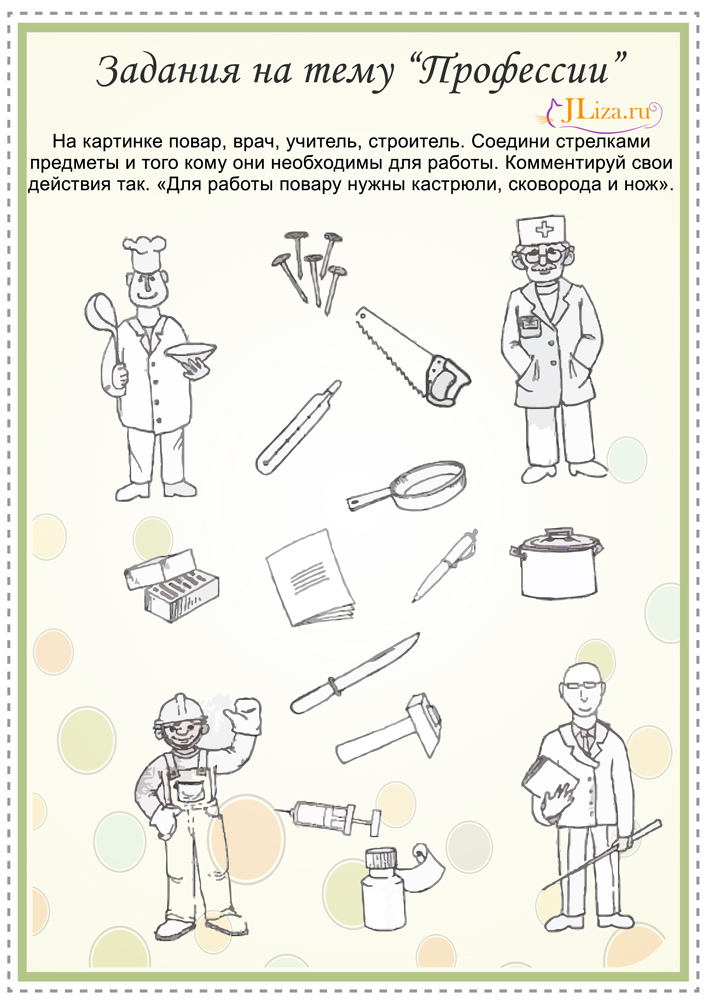 Задания на тему “Профессии”
JLiza.ru
На картинке повар, врач, учитель, строитель. Соедини стрелками
предметы и того кому они необходимы для работы. Комментируй свои
действия так. «Для работы повару нужны кастрюли, сковорода и нож».